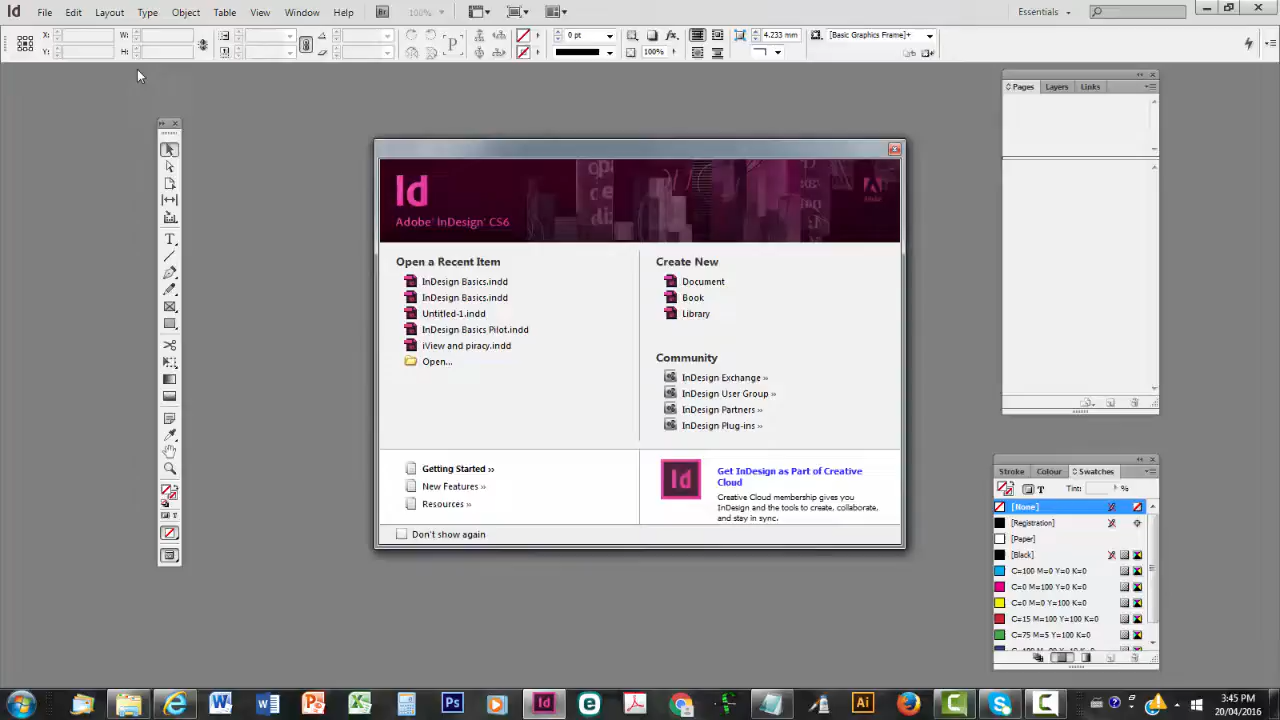 Id File Edit Layout Type Object Table View Window Help Br 100% Essentials
X: W: 0 pt 4.233 mm [Basic Graphics Frame]+
Y: H: P 100%
Pages Layers Links
Id
Adobe® InDesign® CS6
Adobe
Open a Recent Item
InDesign Basics.indd
InDesign Basics.indd
Untitled-1.indd
InDesign Basics Pilot.indd
iView and piracy.indd
Open...
Create New
Document
Book
Library
Community
InDesign Exchange »
InDesign User Group »
InDesign Partners »
InDesign Plug-ins »
Getting Started »
New Features »
Resources »
Id
Get InDesign as Part of Creative
Cloud
Creative Cloud membership gives you
InDesign and the tools to create, collaborate,
and stay in sync.
Don't show again
Stroke Colour Swatches
T Tint: %
[None]
[Registration]
[Paper]
[Black]
C=100 M=0 Y=0 K=0
C=0 M=100 Y=0 K=0
C=0 M=0 Y=100 K=0
C=15 M=100 Y=100 K=0
C=75 M=5 Y=100 K=0
Ps Id Ai
3:45 PM
20/04/2016